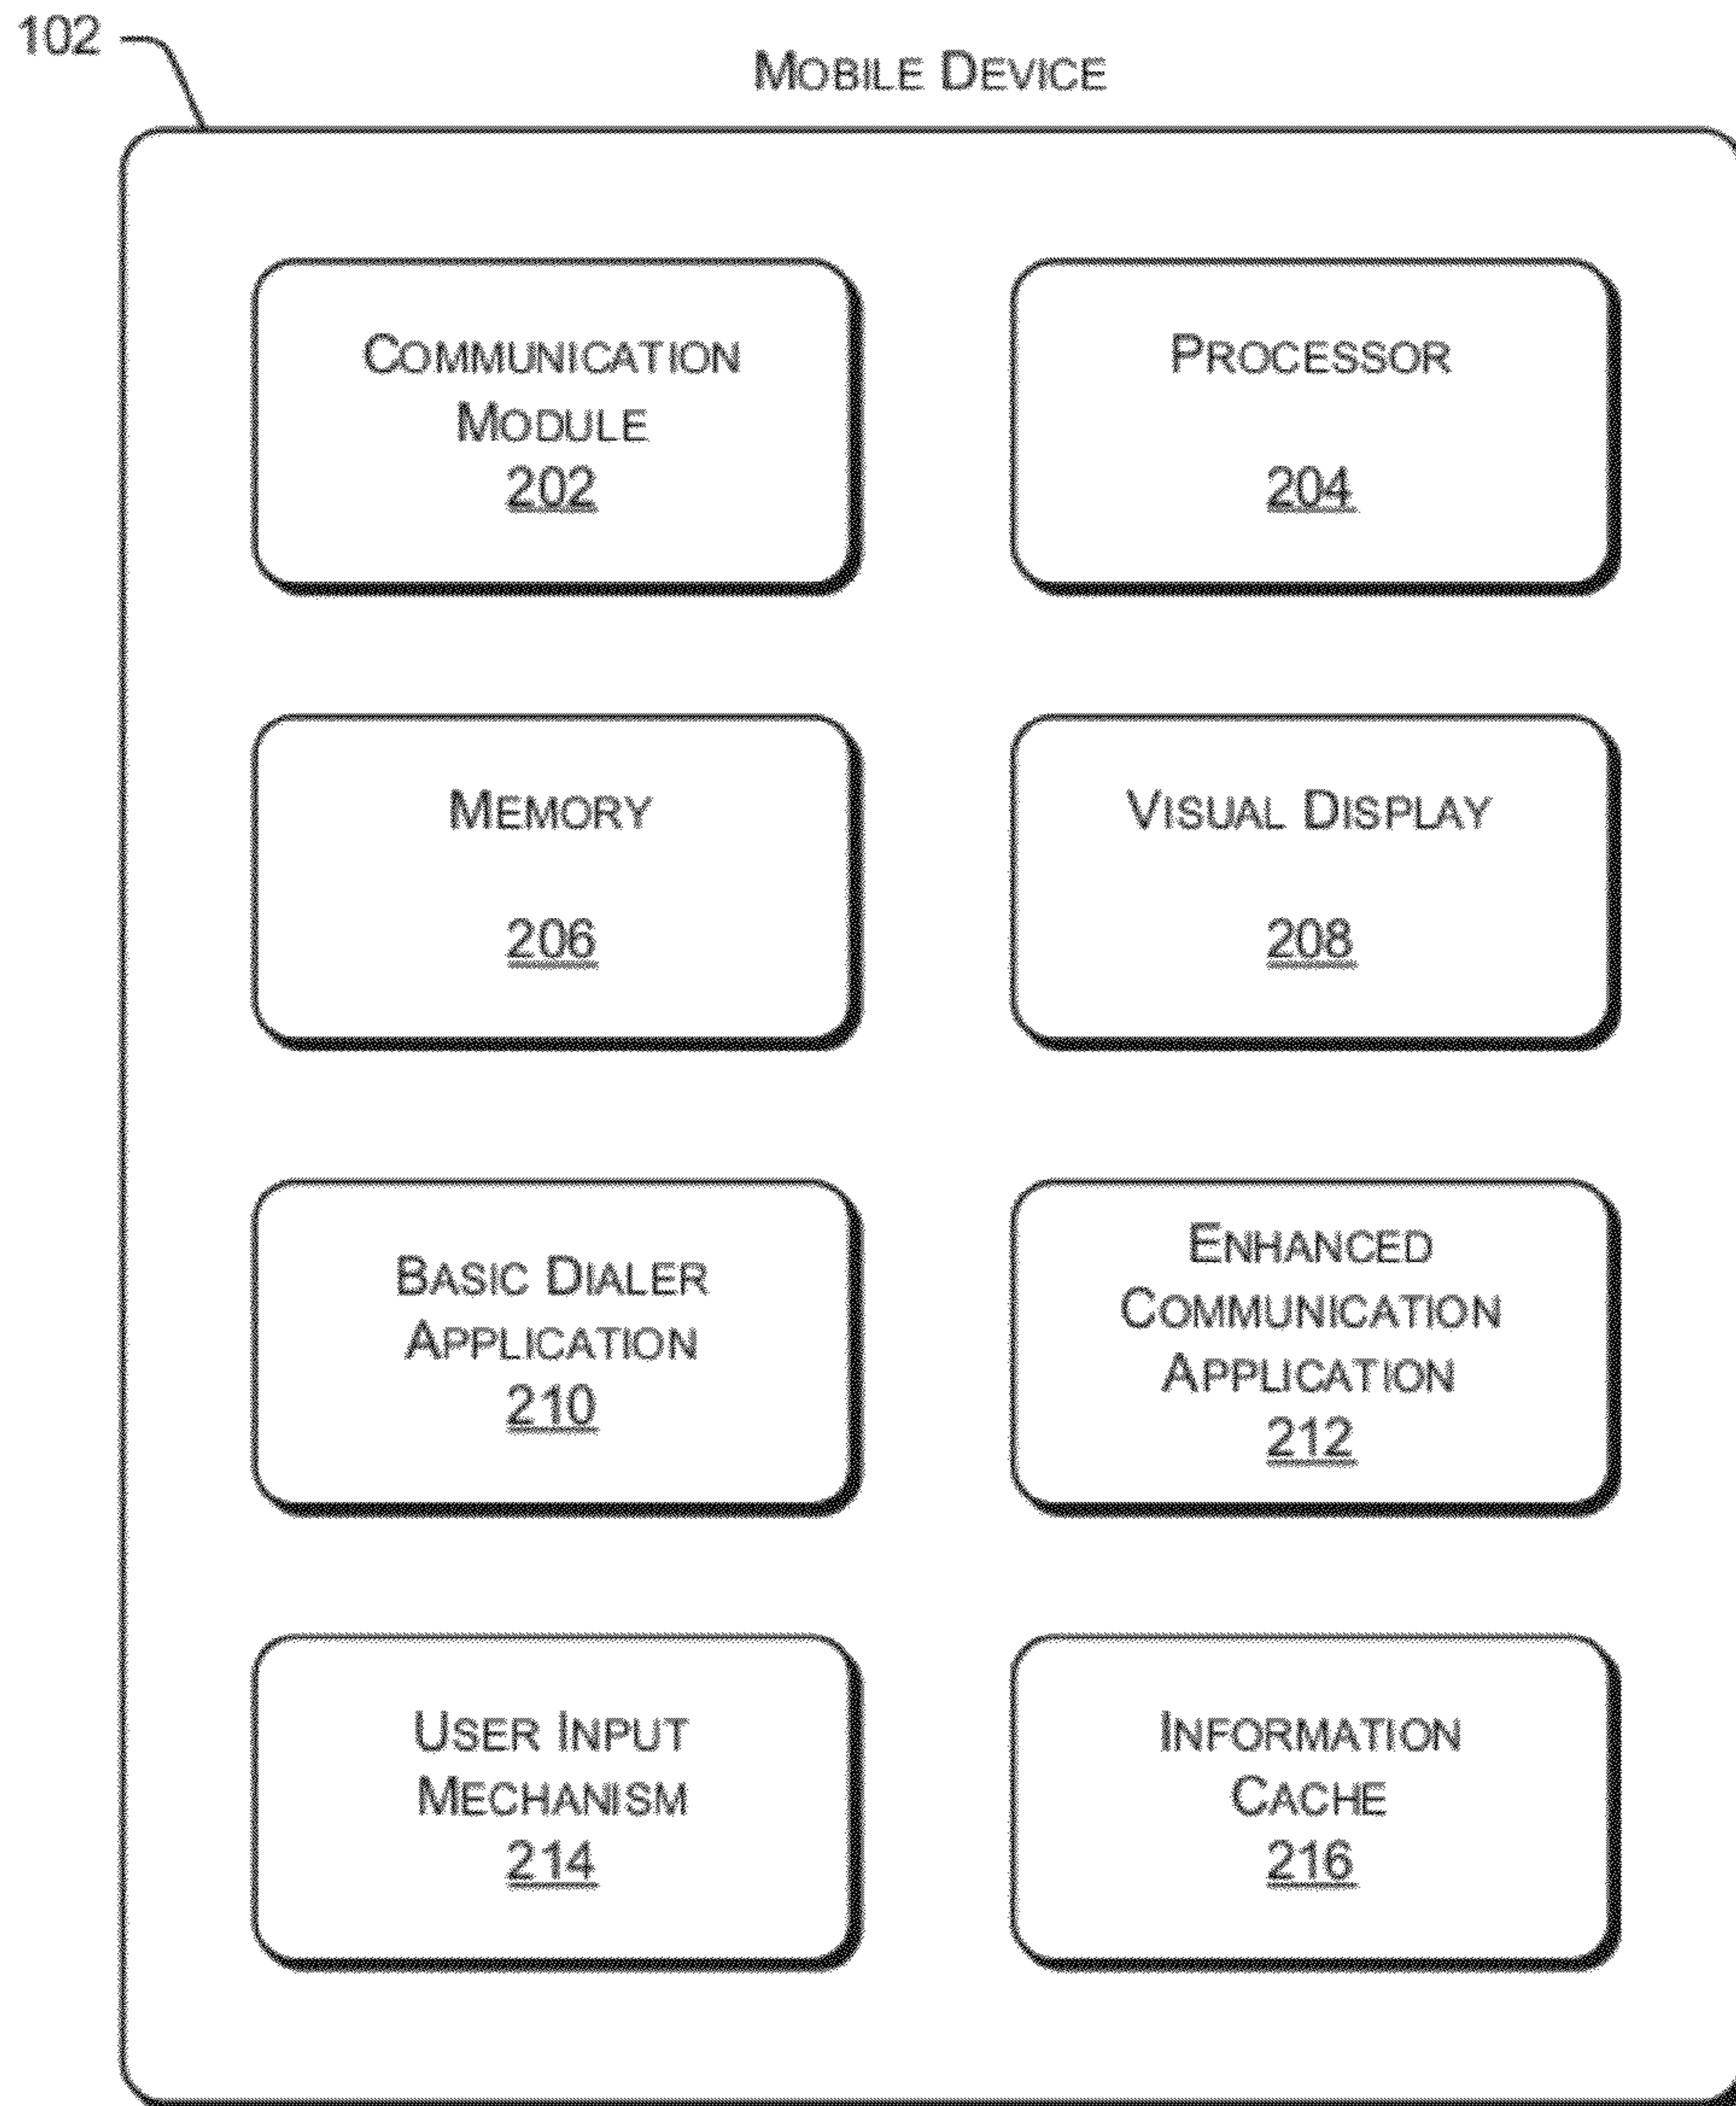 102
MOBILE DEVICE
COMMUNICATION
MODULE
202
PROCESSOR
204
MEMORY
206
VISUAL DISPLAY
208
BASIC DIALER
APPLICATION
210
ENHANCED
COMMUNICATION
APPLICATION
212
USER INPUT
MECHANISM
214
INFORMATION
CACHE
216